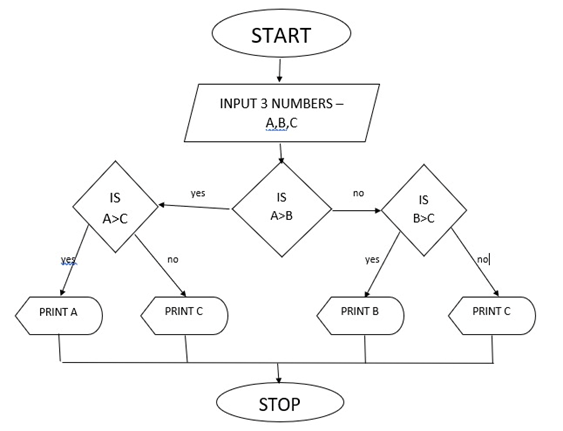 START
INPUT 3 NUMBERS –
A,B,C
yes
no
IS
A>C
IS
A>B
IS
B>C
yes
no
yes
no
PRINT A
PRINT C
PRINT B
PRINT C
STOP